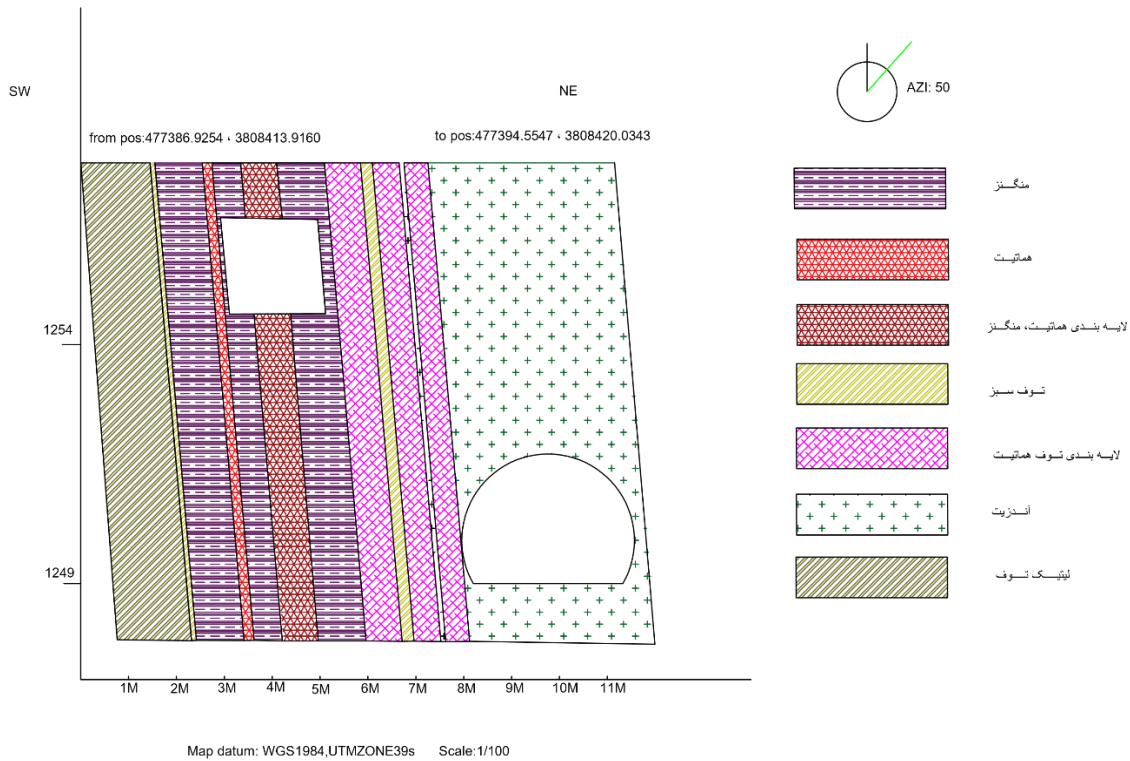 SW
NE
AZI: 50
from pos:477386.9254 ، 3808413.9160
to pos:477394.5547 ، 3808420.0343
منگنز
هماتیت
لایه بندی هماتیت، منگنز
توف سبز
لایه بندی توف هماتیت
آندزیت
لیتیک توف
1254
1249
1M 2M 3M 4M 5M 6M 7M 8M 9M 10M 11M
Map datum: WGS1984,UTMZONE39s Scale:1/100